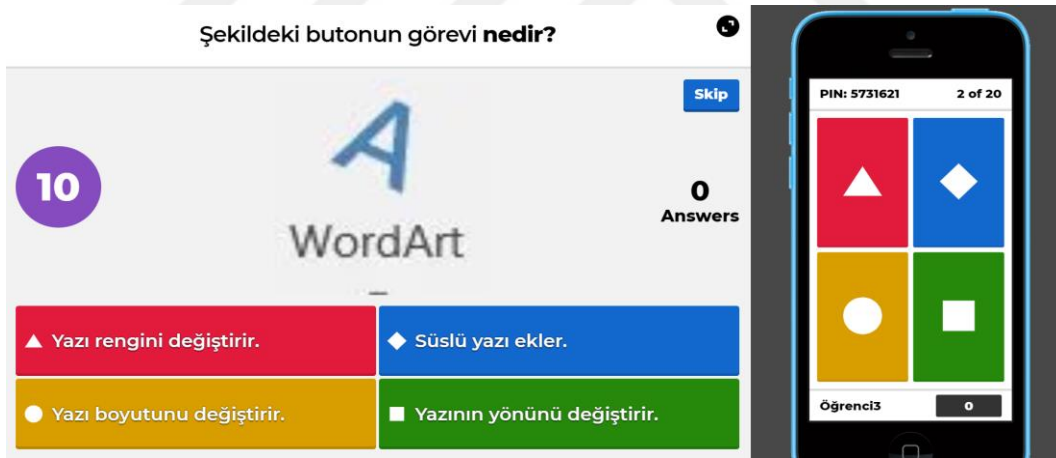 Şekildeki butonun görevi nedir?
Skip
10
A
WordArt
0
Answers
Yazı rengini değiştirir.
Süslü yazı ekler.
Yazı boyutunu değiştirir.
Yazının yönünü değiştirir.
PIN: 5731621 2 of 20
Öğrenci3 0